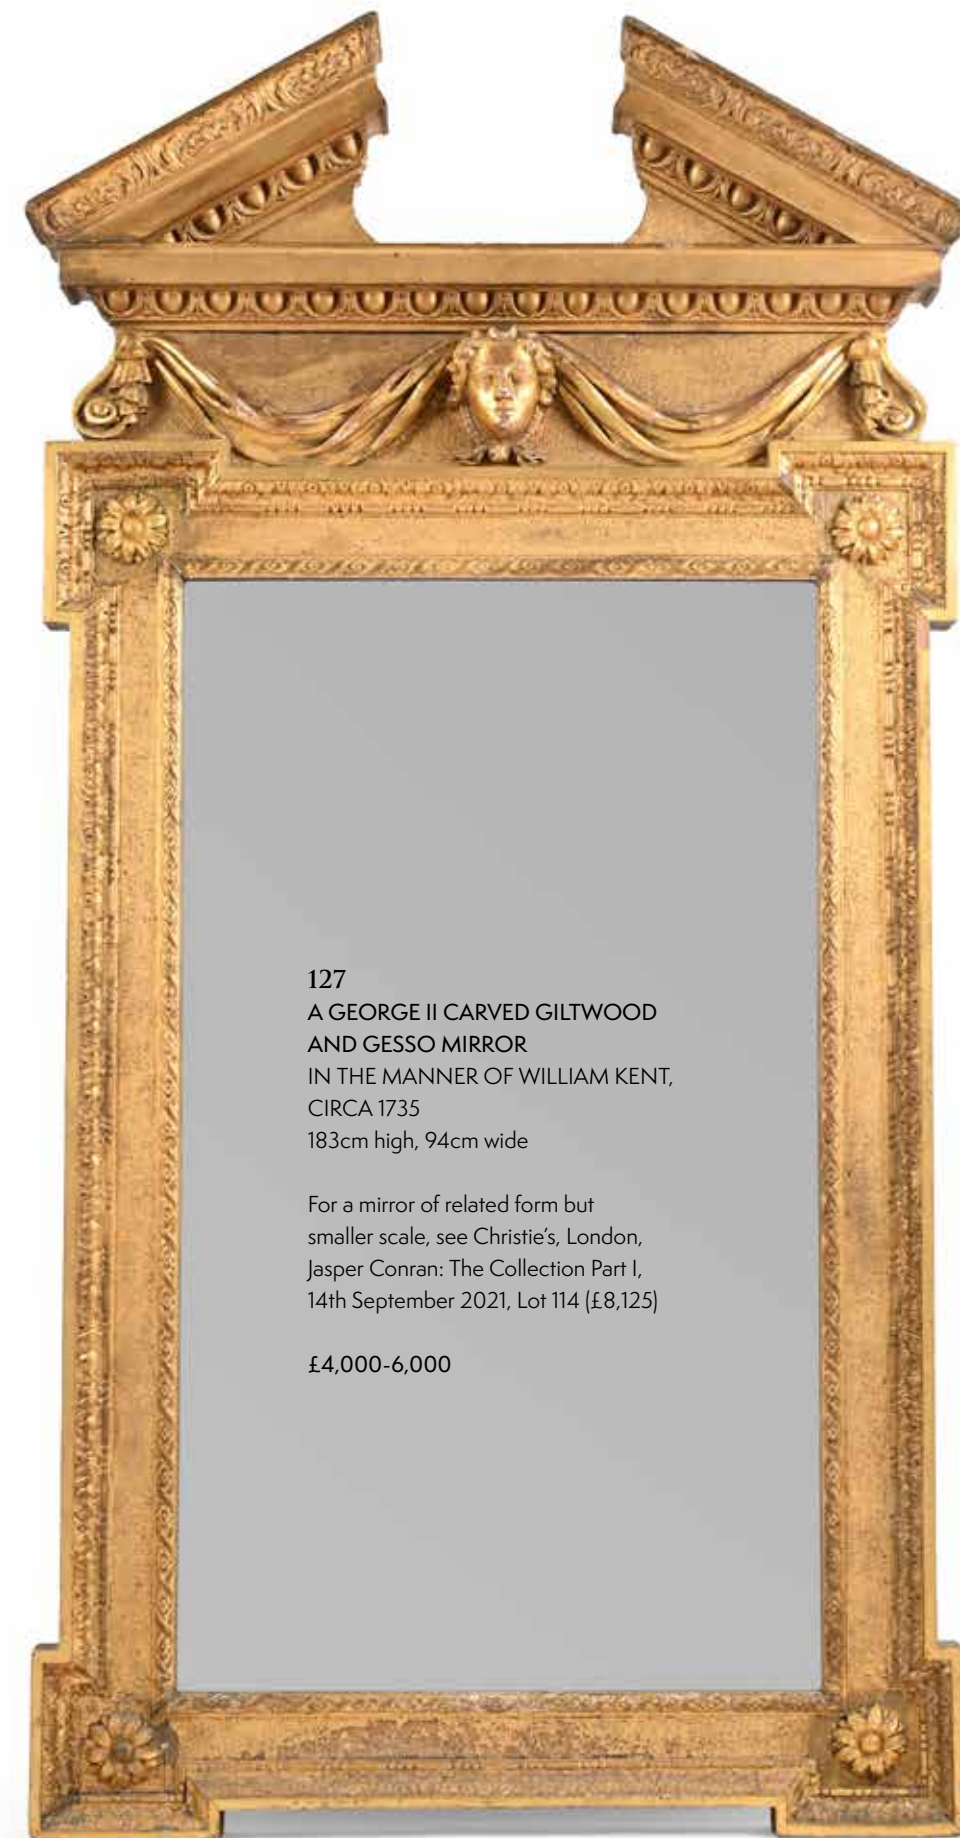 127
A GEORGE II CARVED GILTWOOD
AND GESSO MIRROR
IN THE MANNER OF WILLIAM KENT,
CIRCA 1735
183cm high, 94cm wide
For a mirror of related form but
smaller scale, see Christie's, London,
Jasper Conran: The Collection Part I,
14th September 2021, Lot 114 (£8,125)
£4,000-6,000